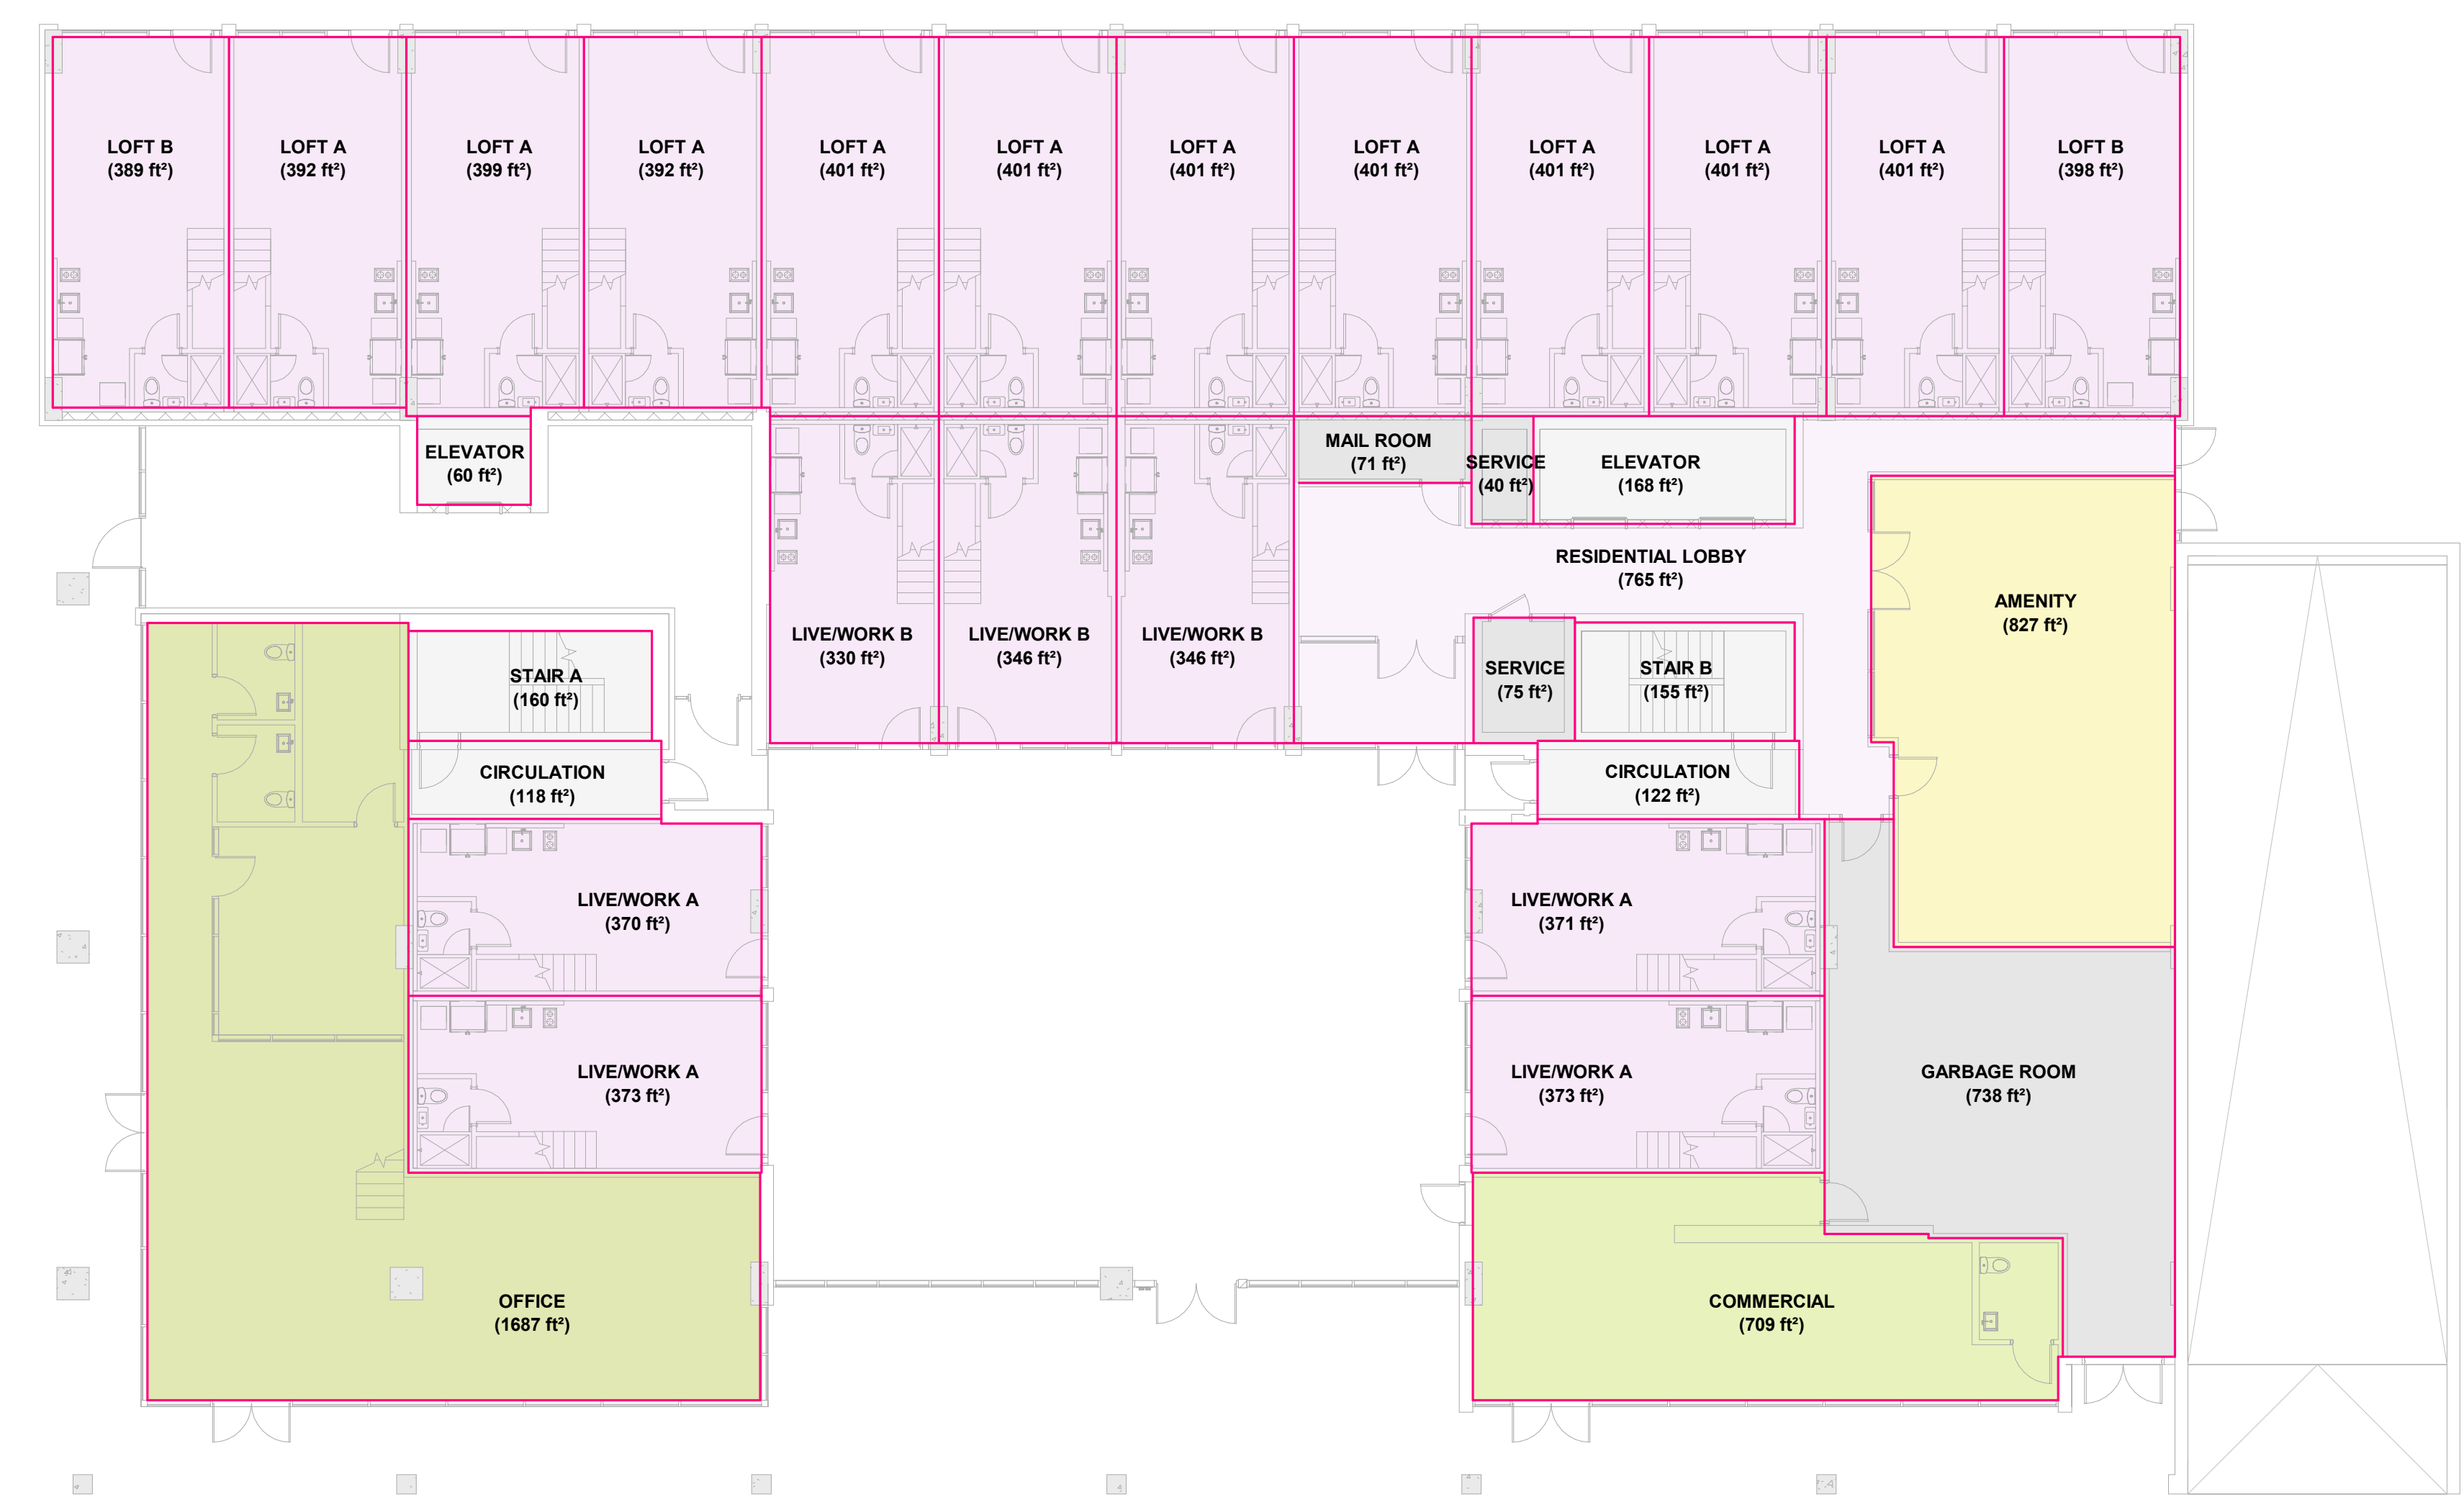 LOFT B
(389 ft²)
LOFT A
(392 ft²)
LOFT A
(399 ft²)
LOFT A
(392 ft²)
LOFT A
(401 ft²)
LOFT A
(401 ft²)
LOFT A
(401 ft²)
LOFT A
(401 ft²)
LOFT A
(401 ft²)
LOFT A
(401 ft²)
LOFT A
(401 ft²)
LOFT B
(398 ft²)
ELEVATOR
(60 ft²)
MAIL ROOM
(71 ft²)
SERVICE
(40 ft²)
ELEVATOR
(168 ft²)
RESIDENTIAL LOBBY
(765 ft²)
AMENITY
(827 ft²)
LIVE/WORK B
(330 ft²)
LIVE/WORK B
(346 ft²)
LIVE/WORK B
(346 ft²)
STAIR A
(160 ft²)
SERVICE
(75 ft²)
STAIR B
(155 ft²)
CIRCULATION
(118 ft²)
CIRCULATION
(122 ft²)
LIVE/WORK A
(370 ft²)
LIVE/WORK A
(371 ft²)
LIVE/WORK A
(373 ft²)
LIVE/WORK A
(373 ft²)
GARBAGE ROOM
(738 ft²)
OFFICE
(1687 ft²)
COMMERCIAL
(709 ft²)